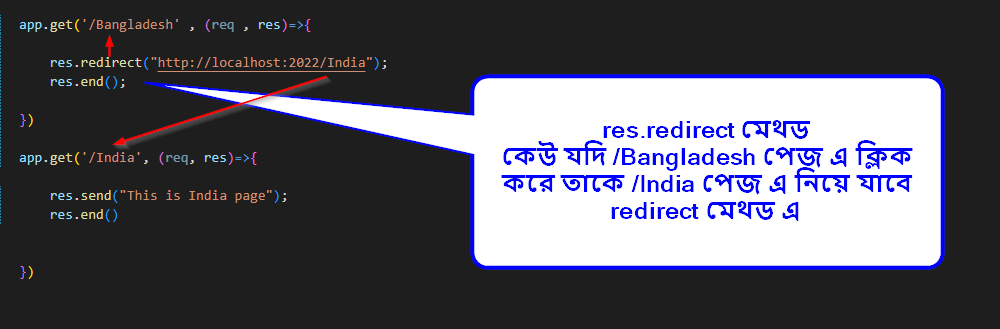 app.get('/Bangladesh' , (req , res)=>{
res.redirect("http://localhost:2022/India");
res.end();
})
app.get('/India', (req, res)=>{
res.send("This is India page");
res.end()
})
res.redirect মেথড
কেউ যদি /Bangladesh পেজ এ ক্লিক
করে তাকে /India পেজ এ নিয়ে যাবে
redirect মেথড এ